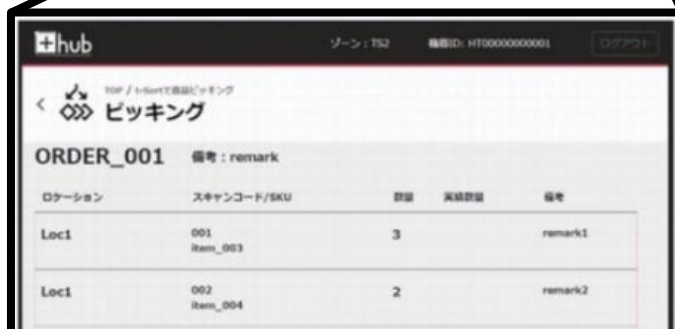 +hub ゾーン : TS2 機器ID: HT00000000001 ログアウト
TOP / t-Sortで商品ピッキング
< ピッキング
ORDER_001 備考 : remark
ロケーション スキャンコード/SKU 数量 実績数量 備考
Loc1 001 3 remark1
item_003
Loc1 002 2 remark2
item_004